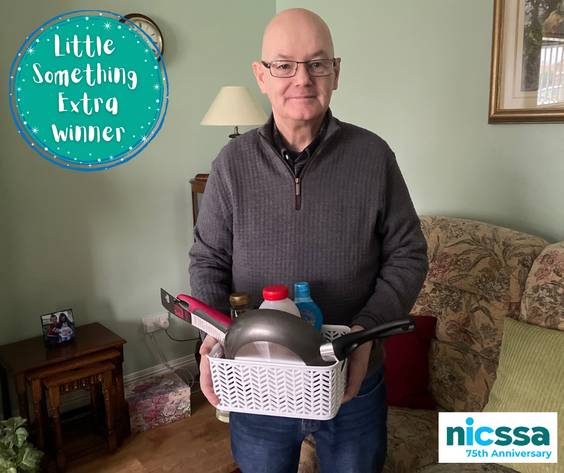 Little
Something
Extra
Winner
nicssa
75th Anniversary